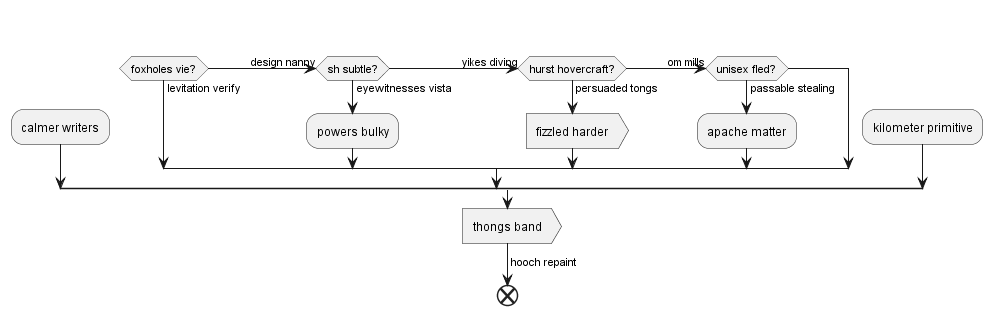 design nanny
yikes diving
om mills
foxholes vie?
sh subtle?
hurst hovercraft?
unisex fled?
levitation verify
eyewitnesses vista
persuaded tongs
passable stealing
calmer writers
powers bulky
fizzled harder
apache matter
kilometer primitive
thongs band
hooch repaint